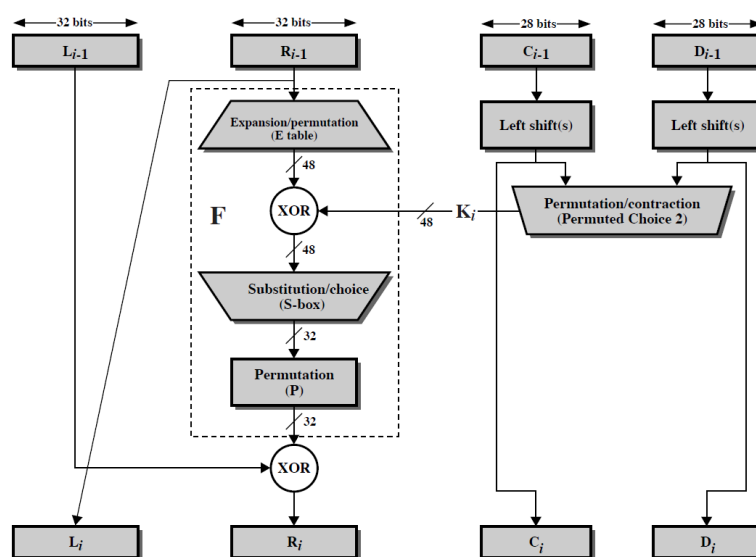 32 bits
32 bits
28 bits
28 bits
Li-1
Ri-1
Ci-1
Di-1
Expansion/permutation
(E table)
Left shift(s)
Left shift(s)
48
F
XOR
48
Ki
Permutation/contraction
(Permuted Choice 2)
48
Substitution/choice
(S-box)
32
Permutation
(P)
32
XOR
Li
Ri
Ci
Di